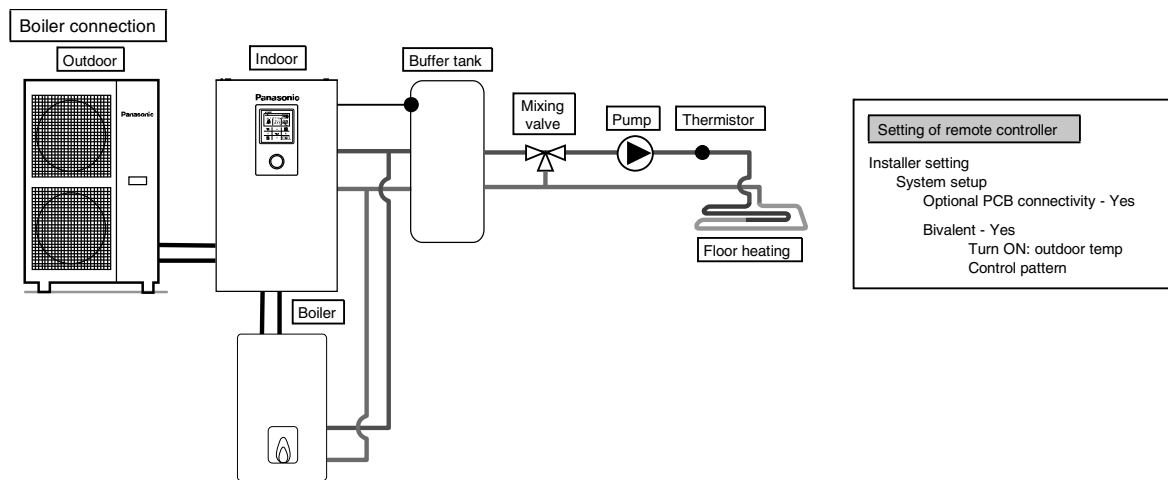 Boiler connection
Outdoor
Indoor
Buffer tank
Panasonic
Panasonic
Mixing
valve
Pump
Thermistor
Floor heating
Boiler
Setting of remote controller
Installer setting
System setup
Optional PCB connectivity - Yes
Bivalent - Yes
Turn ON: outdoor temp
Control pattern